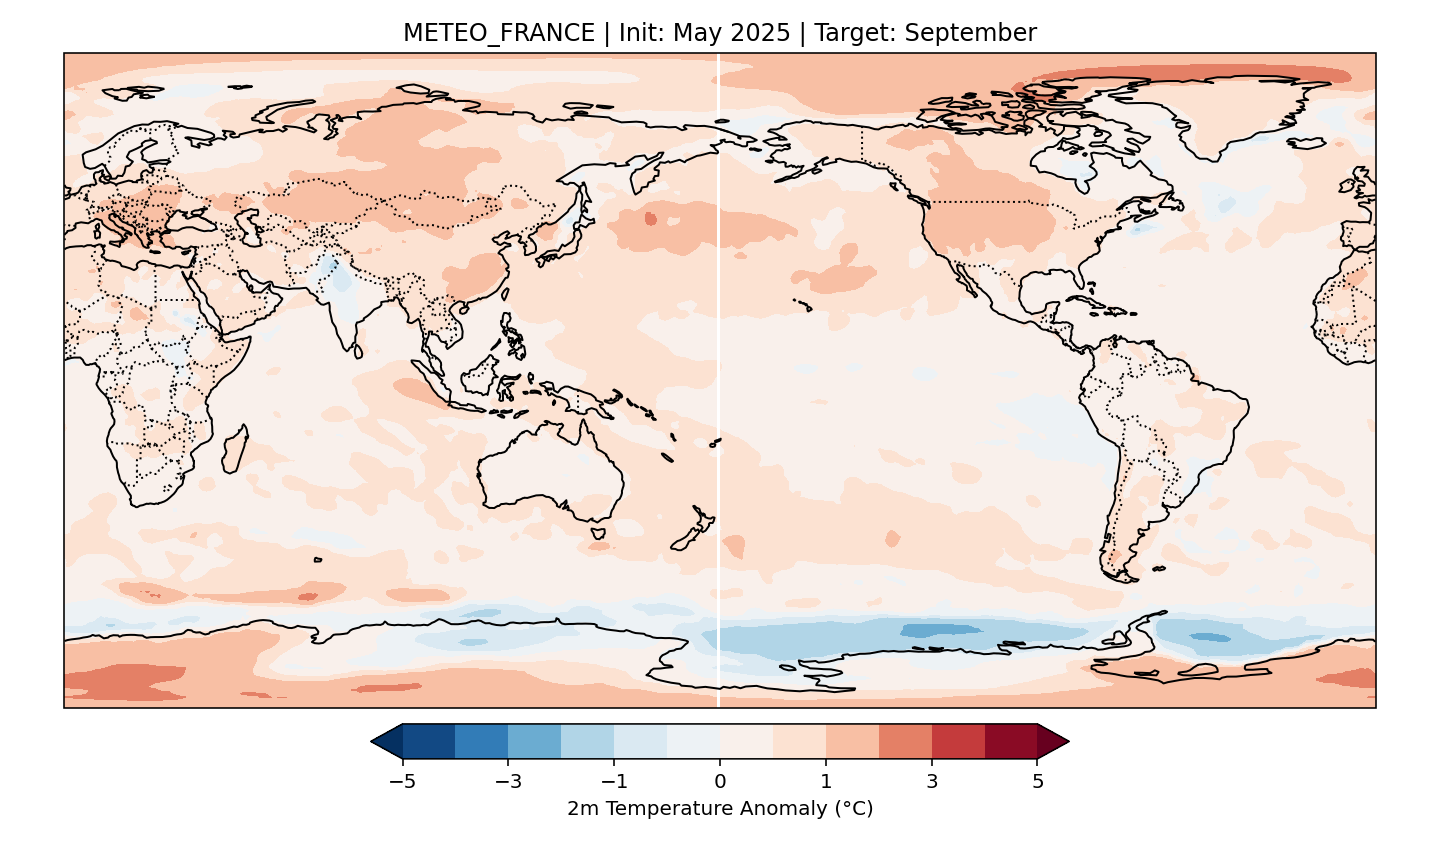 METEO_FRANCE | Init: May 2025 | Target: September
−5 −3 −1 0 1 3 5
2m Temperature Anomaly (°C)